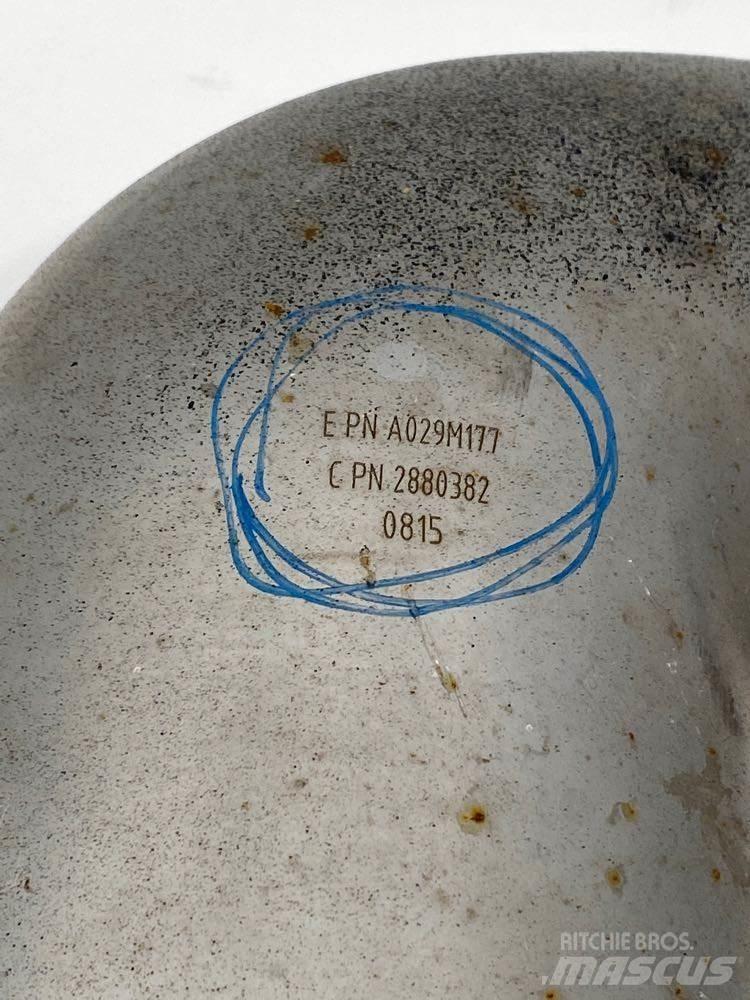 E PN A029M177
C PN 2880382
0815
RITCHIE BROS.
.MASCUS